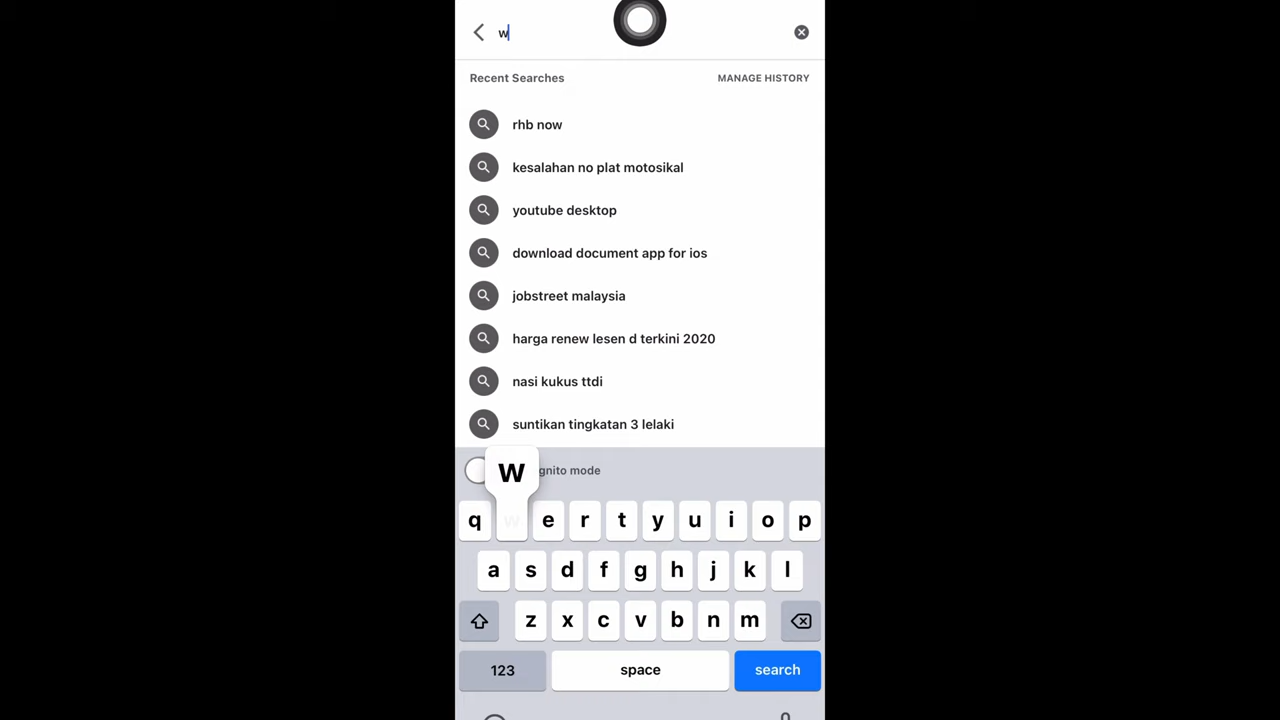 w
Recent Searches MANAGE HISTORY
rhb now
kesalahan no plat motosikal
youtube desktop
download document app for ios
jobstreet malaysia
harga renew lesen d terkini 2020
nasi kukus ttdi
suntikan tingkatan 3 lelaki
W gnito mode
q w e r t y u i o p
a s d f g h j k l
z x c v b n m
123 space search